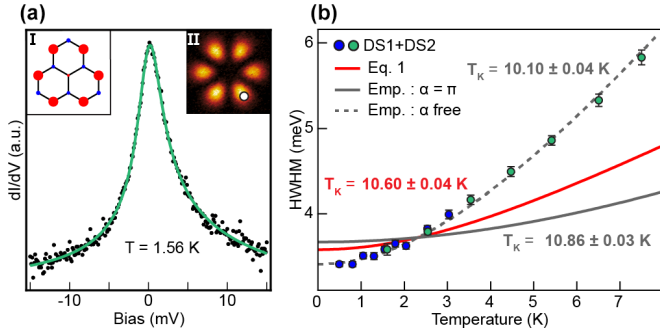 (a)
I
II
dI/dV (a.u.)
T = 1.56 K
-10
0
10
Bias (mV)
(b)
DS1+DS2
Eq. 1
Emp. : α = π
Emp. : α free
T_K = 10.10 ± 0.04 K
T_K = 10.60 ± 0.04 K
T_K = 10.86 ± 0.03 K
HWHM (meV)
6
5
4
3
0
1
2
3
4
5
6
7
8
Temperature (K)